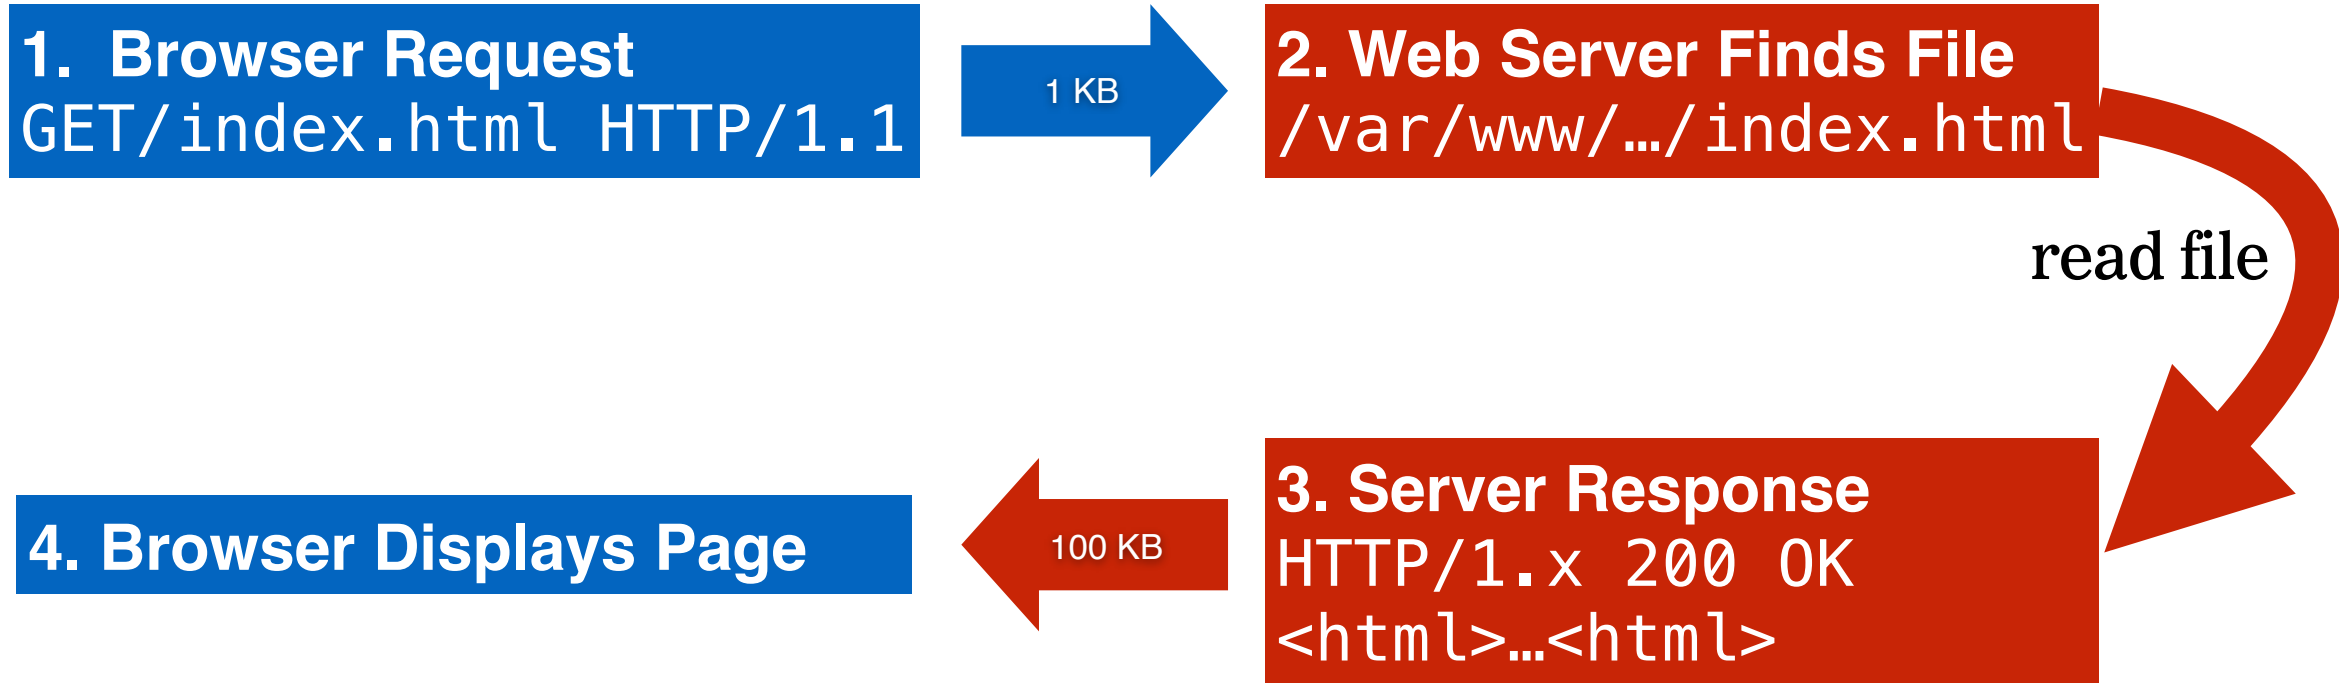 1. Browser Request
GET/index.html HTTP/1.1
1 KB
2. Web Server Finds File
/var/www/…/index.html
read file
3. Server Response
HTTP/1.x 200 OK
<html>…<html>
100 KB
4. Browser Displays Page